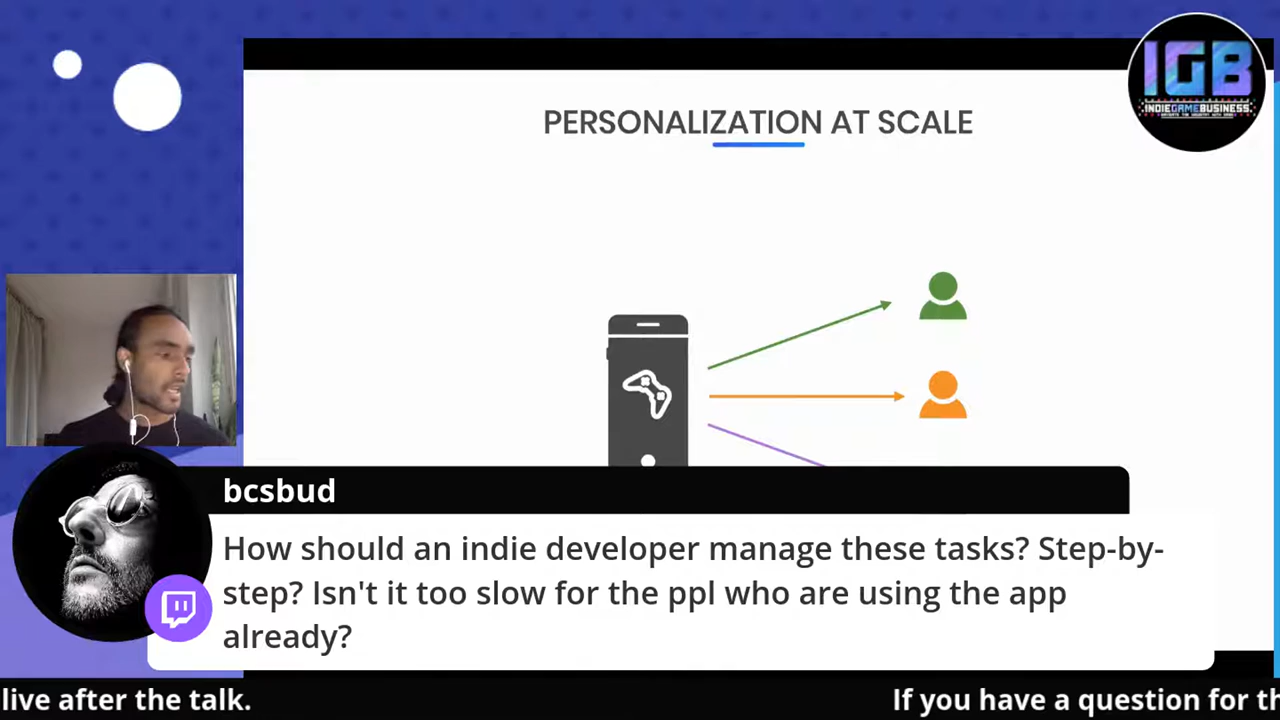 IGB
INDIEGAMEBUSINESS
PERSONALIZATION AT SCALE
bcsbud
How should an indie developer manage these tasks? Step-by-
step? Isn't it too slow for the ppl who are using the app
already?
live after the talk.
If you have a question for th